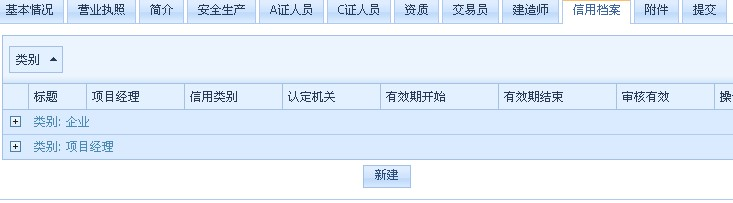 基本情况 营业执照 简介 安全生产 A证人员 C证人员 资质 交易员 建造师 信用档案 附件 提交
类别
标题 项目经理 信用类别 认定机关 有效期开始 有效期结束 审核有效
类别: 企业
类别: 项目经理
新建